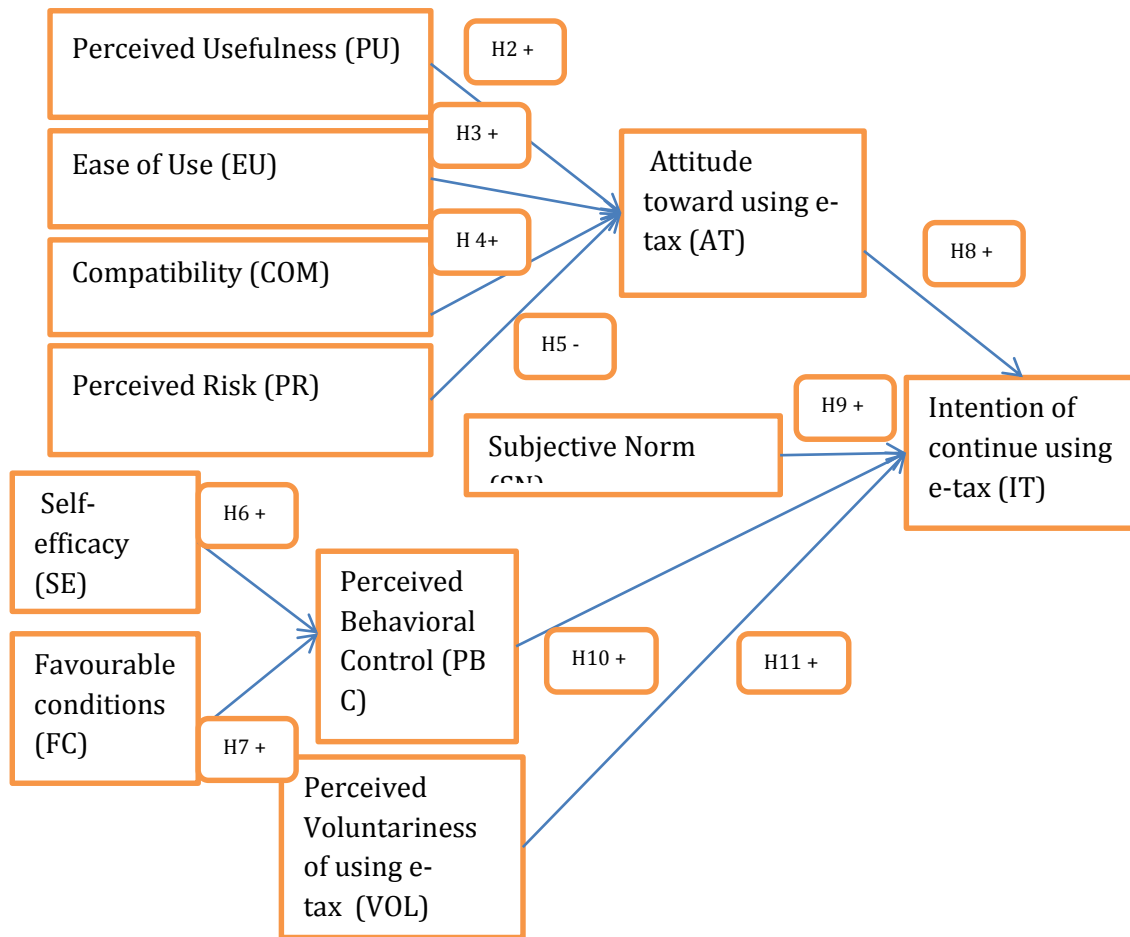 Perceived Usefulness (PU)
H2 +
H3 +
Ease of Use (EU)
Attitude
toward using e-
tax (AT)
H 4+
Compatibility (COM)
H8 +
H5 -
Perceived Risk (PR)
H9 +
Intention of
continue using
e-tax (IT)
Subjective Norm
(SN)
Self-
efficacy
(SE)
H6 +
Perceived
Behavioral
Control (PB
C)
H10 +
H11 +
Favourable
conditions
(FC)
H7 +
Perceived
Voluntariness
of using e-
tax (VOL)